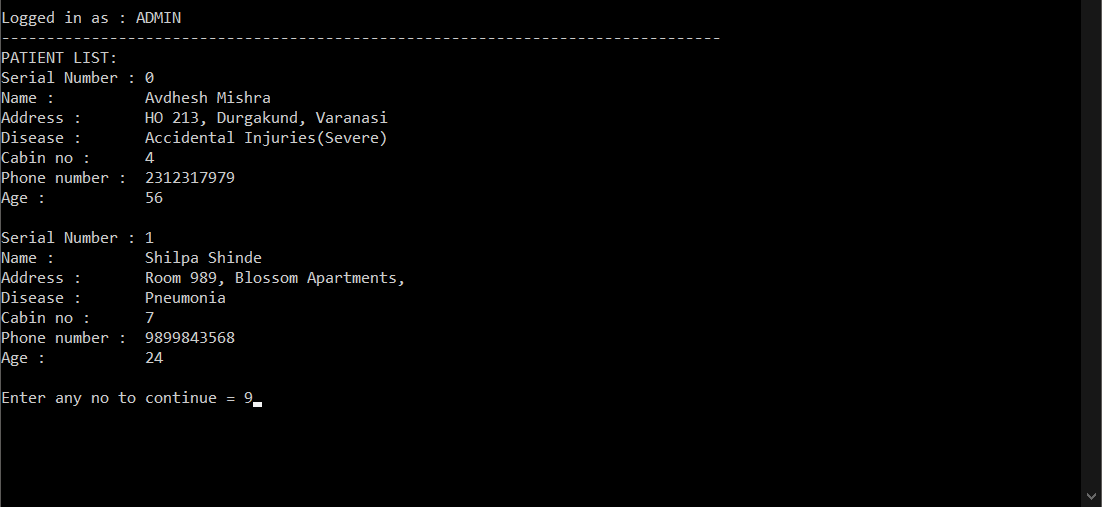 Logged in as : ADMIN
--------------------------------------------------------------------------------
PATIENT LIST:
Serial Number : 0
Name :          Avdhesh Mishra
Address :       HO 213, Durgakund, Varanasi
Disease :       Accidental Injuries(Severe)
Cabin no :      4
Phone number :  2312317979
Age :           56

Serial Number : 1
Name :          Shilpa Shinde
Address :       Room 989, Blossom Apartments,
Disease :       Pneumonia
Cabin no :      7
Phone number :  9899843568
Age :           24

Enter any no to continue = 9